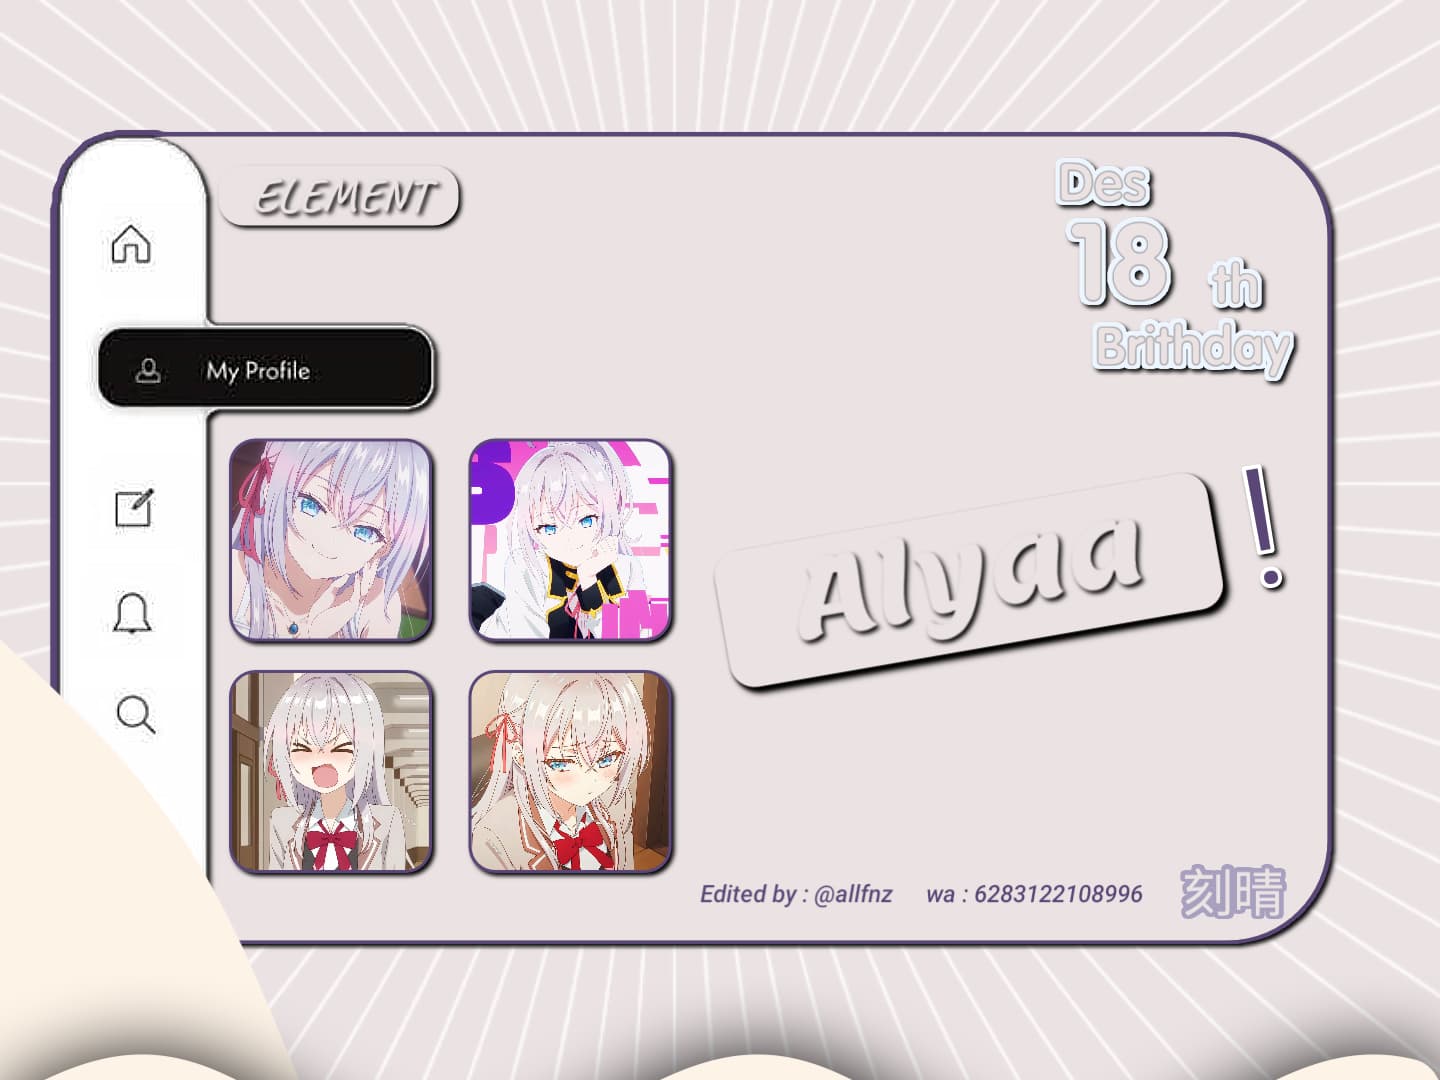 ELEMENT
Des
18 th
Brithday
My Profile
Alyaa
!
Edited by : @allfnz wa : 6283122108996
刻晴